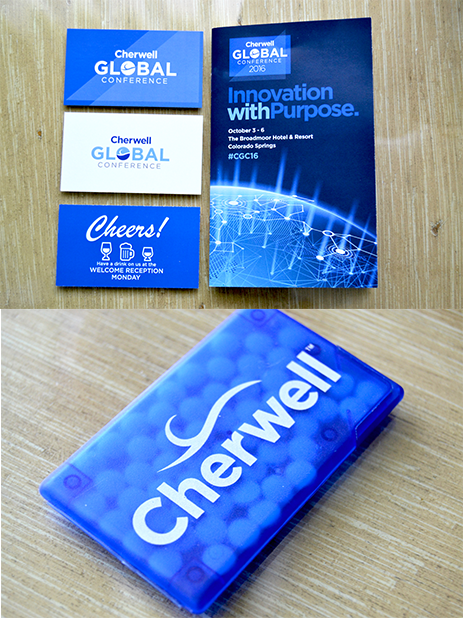 Cherwell
GLOBAL
CONFERENCE
Cherwell
GLOBAL
CONFERENCE
Cheers!
Have a drink on us at the
WELCOME RECEPTION
MONDAY
Cherwell
GLOBAL
CONFERENCE
2016
Innovation
withPurpose.
October 3 - 6
The Broadmoor Hotel & Resort
Colorado Springs
#CGC16
Cherwell™